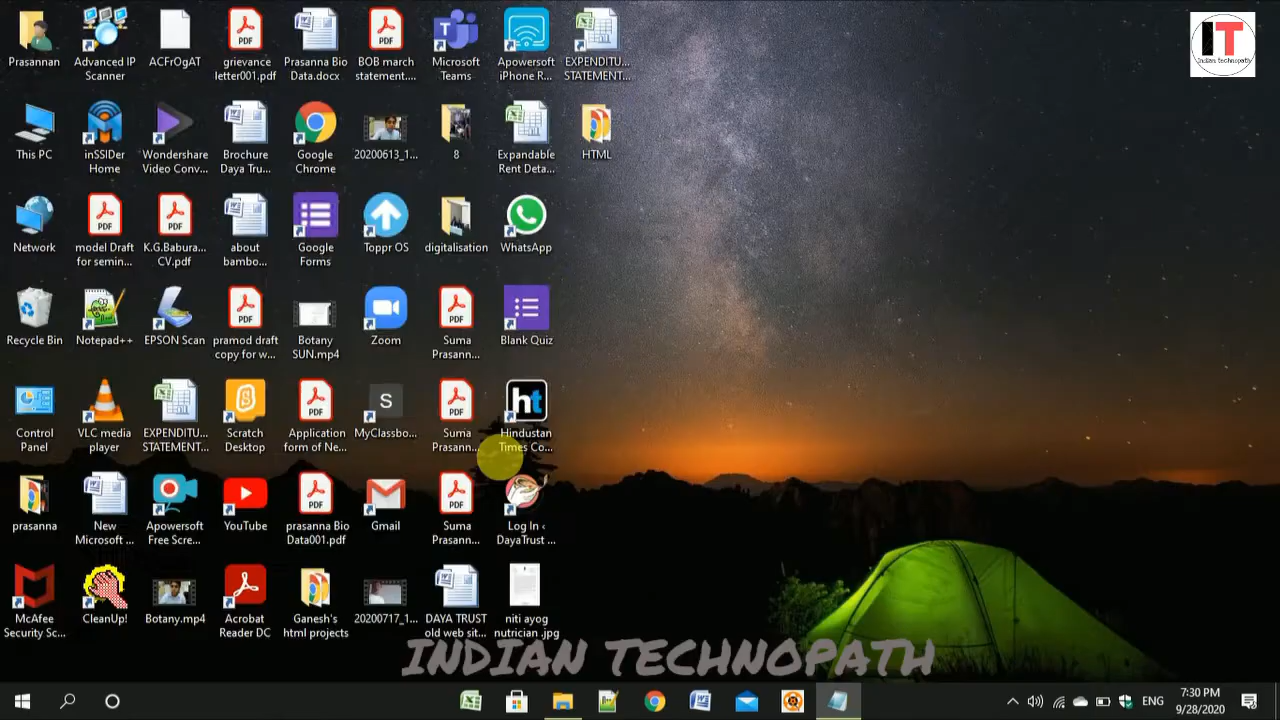 Prasannan
Advanced IP
Scanner
ACFrOgAT
grievance
letter001.pdf
Prasanna Bio
Data.docx
BOB march
statement....
Microsoft
Teams
Apowersoft
iPhone R...
EXPENDITU...
STATEMENT...
IT
Indian technopath
This PC
inSSIDer
Home
Wondershare
Video Conv...
Brochure
Daya Tru...
Google
Chrome
20200613_1...
8
Expandable
Rent Deta...
HTML
Network
model Draft
for semin...
K.G.Babura...
CV.pdf
about
bambo...
Google
Forms
Toppr OS
digitalisation
WhatsApp
Recycle Bin
Notepad++
EPSON Scan
pramod draft
copy for w...
Botany
SUN.mp4
Zoom
Suma
Prasann...
Blank Quiz
Control
Panel
VLC media
player
EXPENDITU...
STATEMENT...
Scratch
Desktop
Application
form of Ne...
S
MyClassbo...
Suma
Prasann...
ht
Hindustan
Times Co...
prasanna
New
Microsoft ...
Apowersoft
Free Scre...
YouTube
prasanna Bio
Data001.pdf
Gmail
Suma
Prasann...
Log In ‹
DayaTrust ...
McAfee
Security Sc...
CleanUp!
Botany.mp4
Acrobat
Reader DC
Ganesh's
html projects
20200717_1...
DAYA TRUST
old web sit...
niti ayog
nutrician .jpg
INDIAN TECHNOPATH
ENG
7:30 PM
9/28/2020